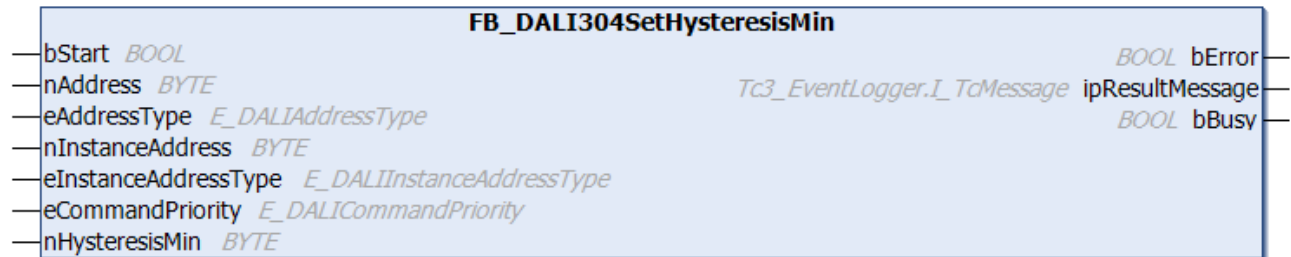 FB_DALI304SetHysteresisMin
bStart BOOL
BOOL bError
nAddress BYTE
Tc3_EventLogger.I_TcMessage ipResultMessage
eAddressType E_DALIAddressType
BOOL bBusy
nInstanceAddress BYTE
eInstanceAddressType E_DALIInstanceAddressType
eCommandPriority E_DALICommandPriority
nHysteresisMin BYTE